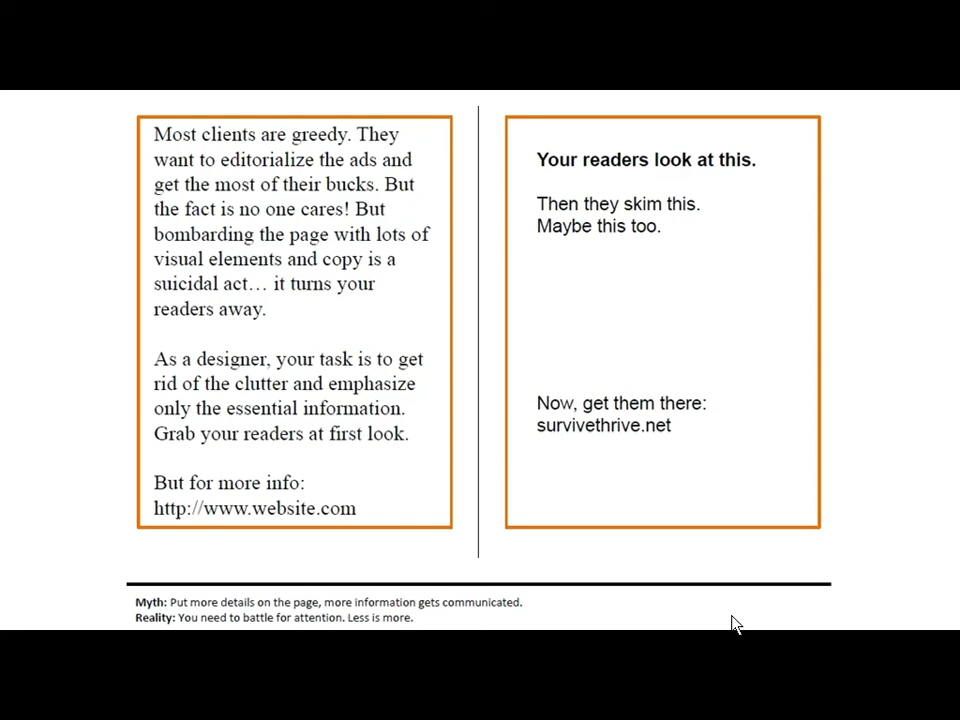 Most clients are greedy. They
want to editorialize the ads and
get the most of their bucks. But
the fact is no one cares! But
bombarding the page with lots of
visual elements and copy is a
suicidal act… it turns your
readers away.
As a designer, your task is to get
rid of the clutter and emphasize
only the essential information.
Grab your readers at first look.
But for more info:
http://www.website.com
Your readers look at this.
Then they skim this.
Maybe this too.
Now, get them there:
survivethrive.net
Myth: Put more details on the page, more information gets communicated.
Reality: You need to battle for attention. Less is more.